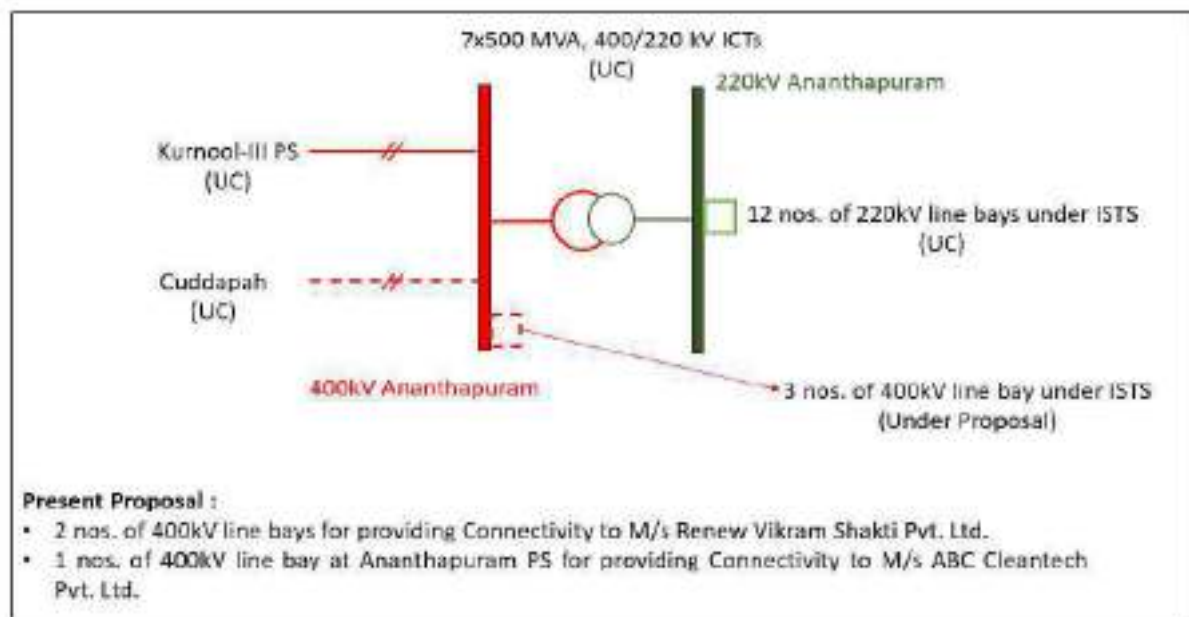 7x500 MVA, 400/220 kV ICTs
(UC)
220kV Ananthapuram
Kurnool-III PS
(UC)
12 nos. of 220kV line bays under ISTS
(UC)
Cuddapah
(UC)
400kV Ananthapuram
3 nos. of 400kV line bay under ISTS
(Under Proposal)
Present Proposal :
• 2 nos. of 400kV line bays for providing Connectivity to M/s Renew Vikram Shakti Pvt. Ltd.
• 1 nos. of 400kV line bay at Ananthapuram PS for providing Connectivity to M/s ABC Cleantech
Pvt. Ltd.